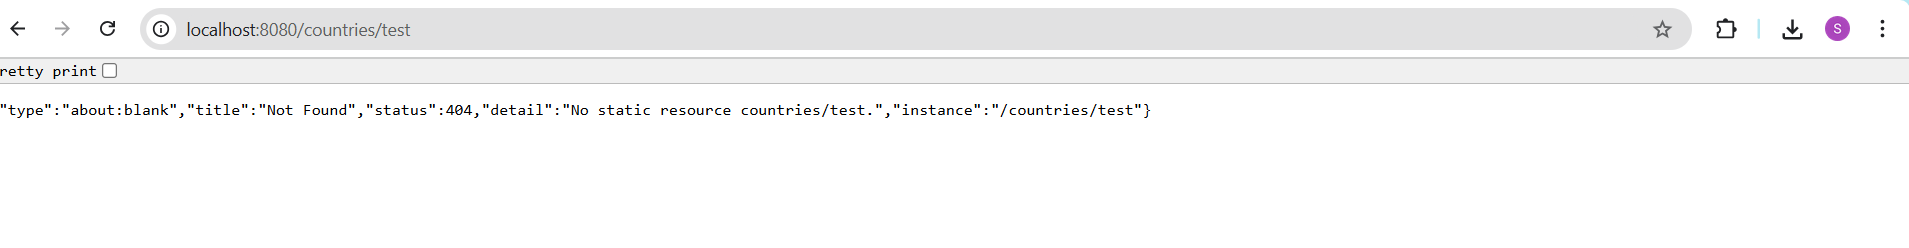 localhost:8080/countries/test
S
retty print
"type":"about:blank","title":"Not Found","status":404,"detail":"No static resource countries/test.","instance":"/countries/test"}